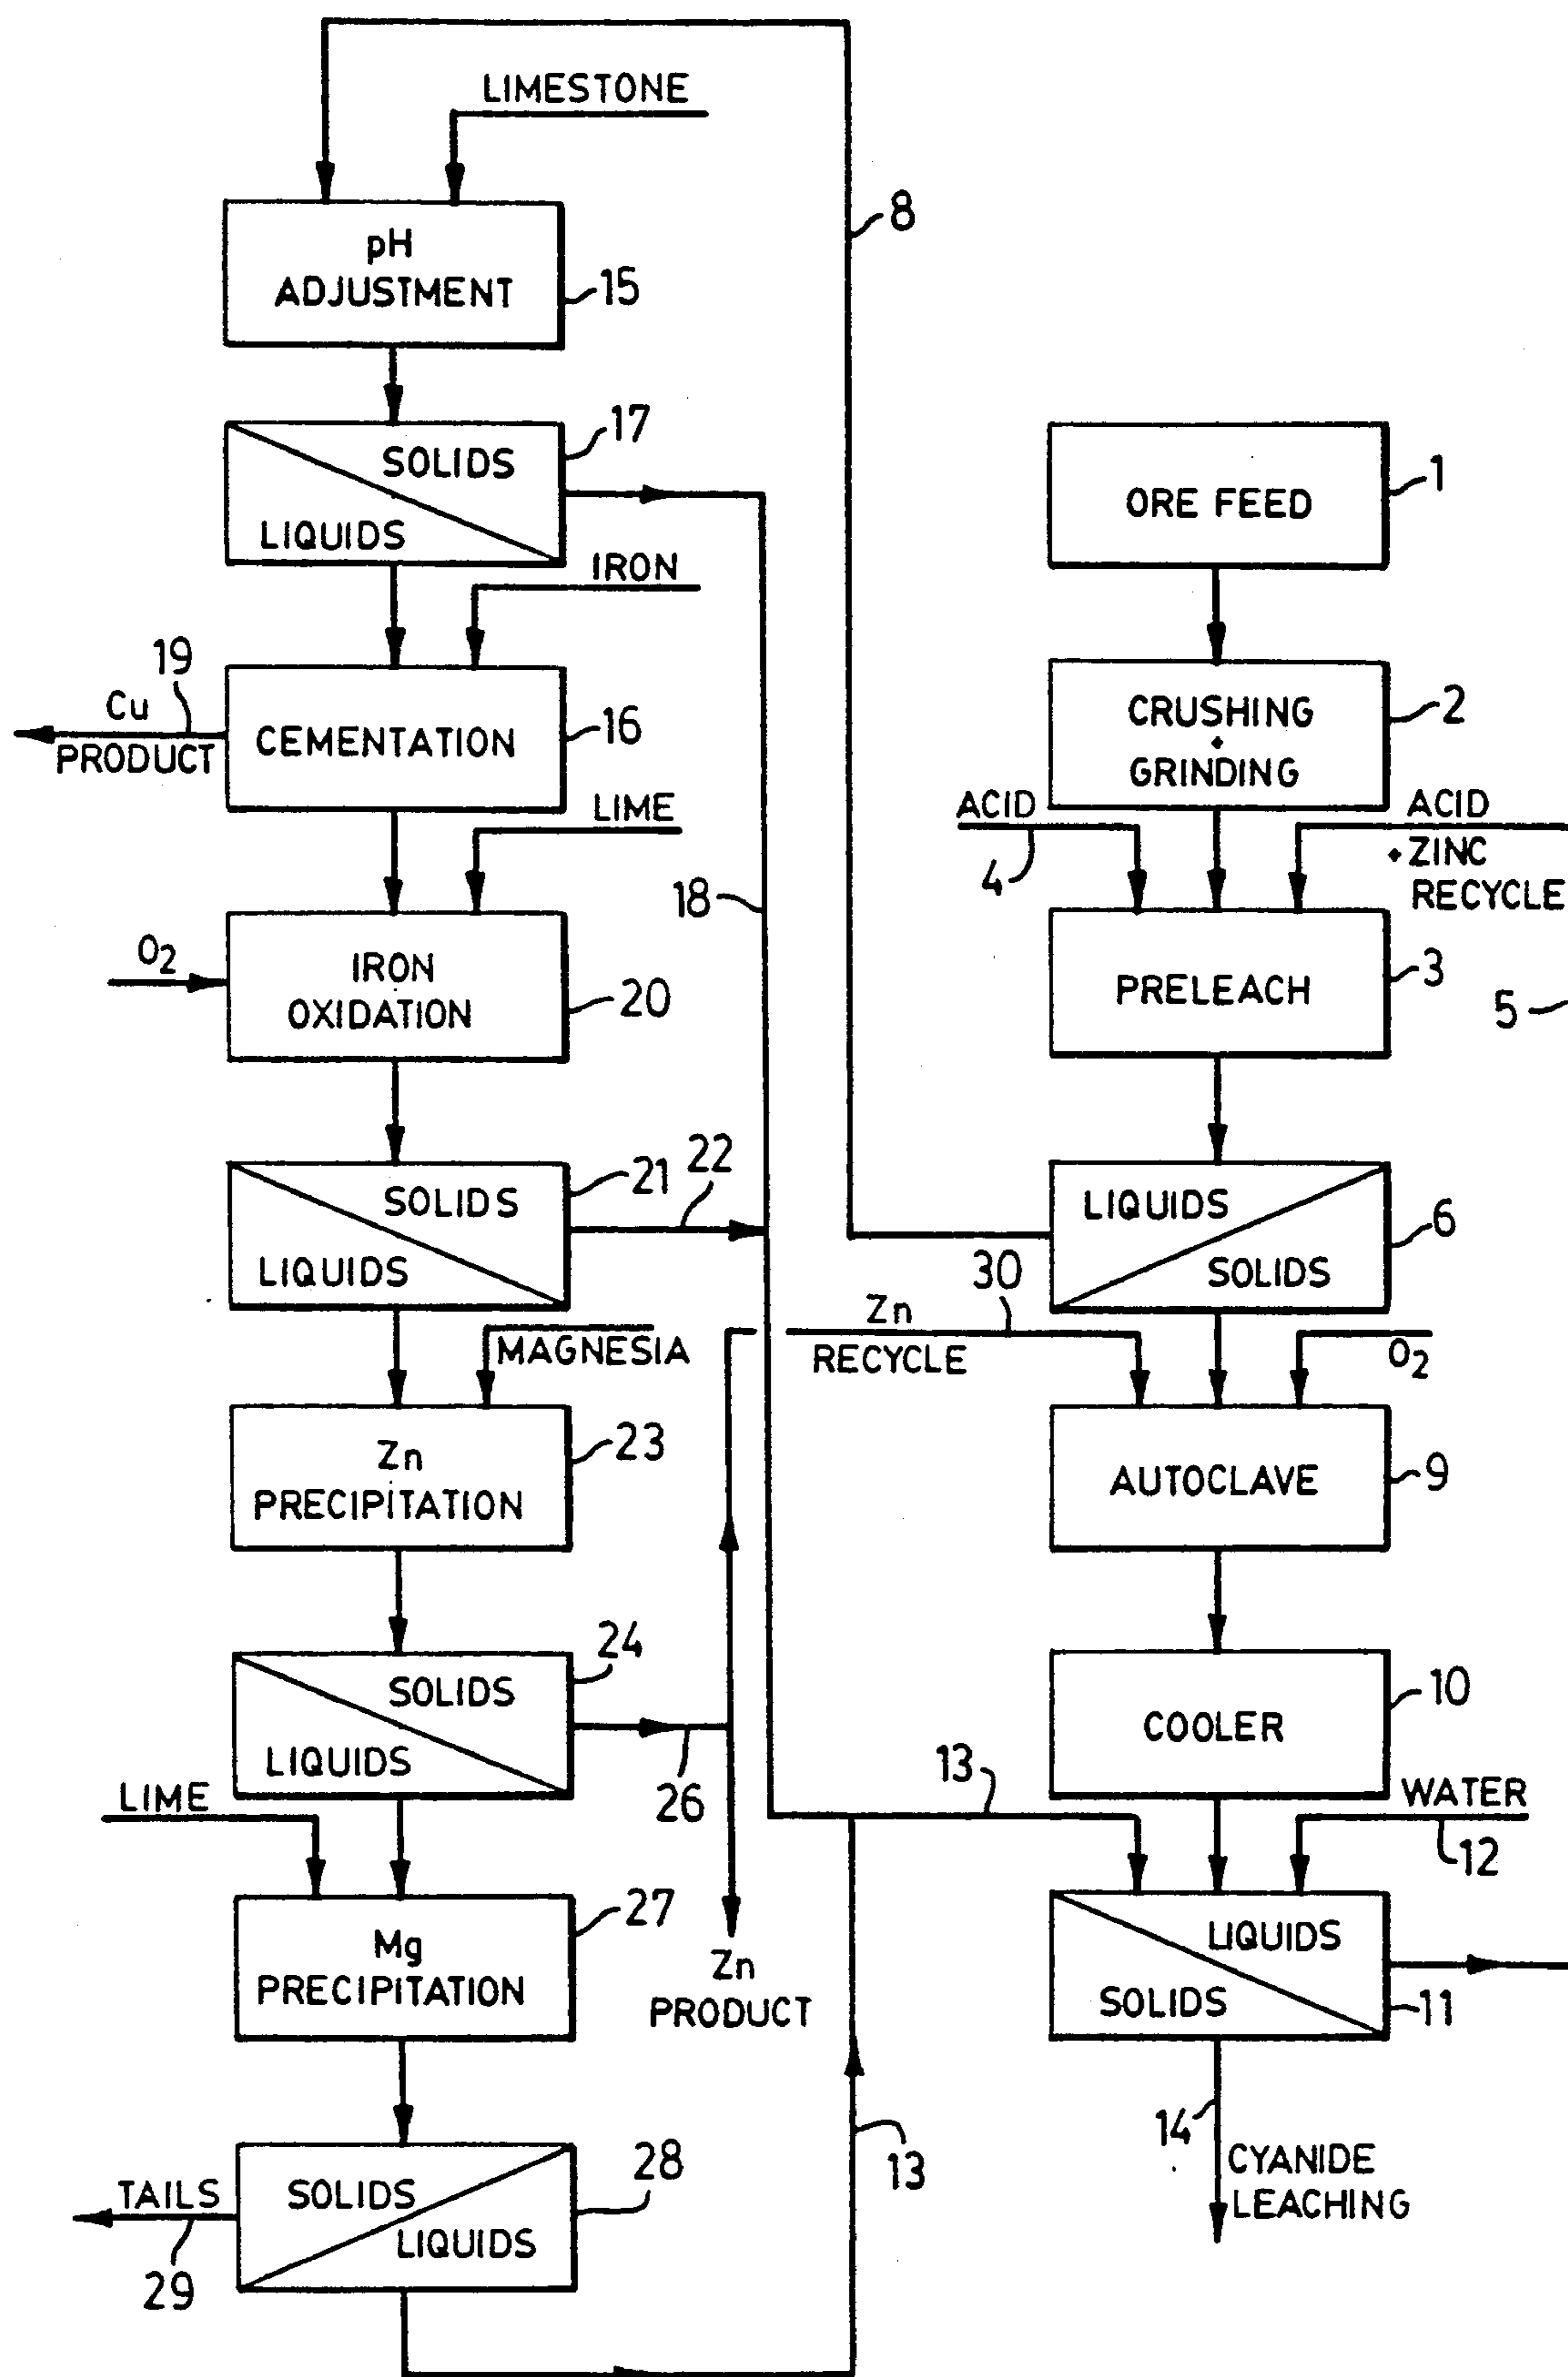 LIMESTONE
8
pH
ADJUSTMENT
15
17
SOLIDS
LIQUIDS
IRON
19
Cu
PRODUCT
CEMENTATION
16
LIME
18
O2
IRON
OXIDATION
20
SOLIDS
LIQUIDS
21
22
MAGNESIA
Zn
PRECIPITATION
23
24
SOLIDS
LIQUIDS
26
LIME
Zn
PRODUCT
Mg
PRECIPITATION
27
SOLIDS
LIQUIDS
28
TAILS
29
13
ORE FEED
1
CRUSHING
+
GRINDING
2
ACID
4
ACID
+ ZINC
RECYCLE
5
PRELEACH
3
LIQUIDS
SOLIDS
6
30
Zn
RECYCLE
O2
AUTOCLAVE
9
COOLER
10
13
WATER
12
LIQUIDS
SOLIDS
11
14
CYANIDE
LEACHING